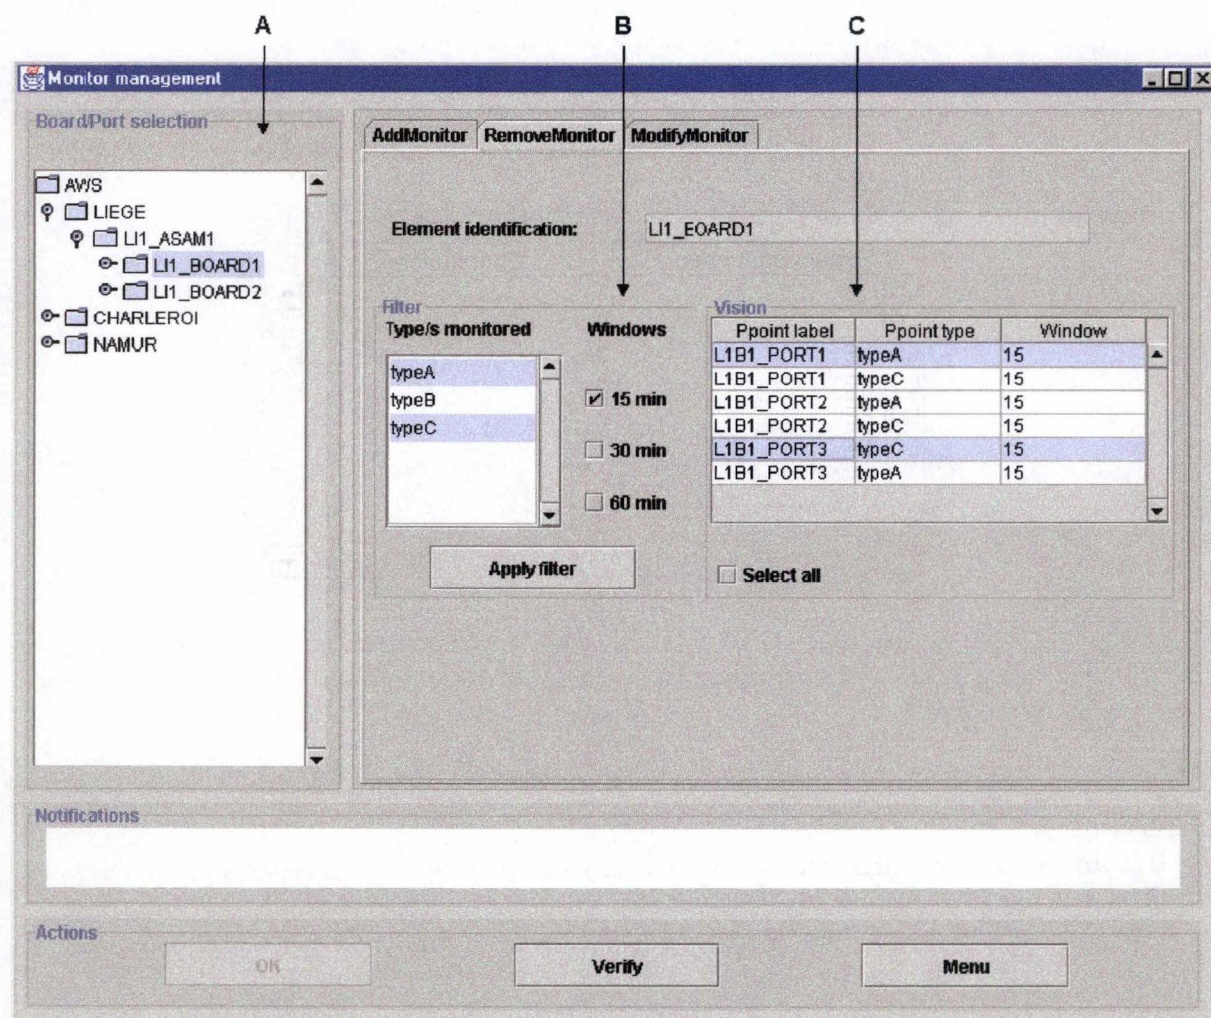 A B C
Monitor management
Board/Port selection
AWS
LIEGE
LI1_ASAM1
LI1_BOARD1
LI1_BOARD2
CHARLEROI
NAMUR
AddMonitor RemoveMonitor ModifyMonitor
Element identification: LI1_EOARD1
Filter
Type/s monitored Windows
typeA
typeB
typeC
15 min
30 min
60 min
Apply filter
Vision
Ppoint label Ppoint type Window
L1B1_PORT1 typeA 15
L1B1_PORT1 typeC 15
L1B1_PORT2 typeA 15
L1B1_PORT2 typeC 15
L1B1_PORT3 typeC 15
L1B1_PORT3 typeA 15
Select all
Notifications
Actions
OK Verify Menu